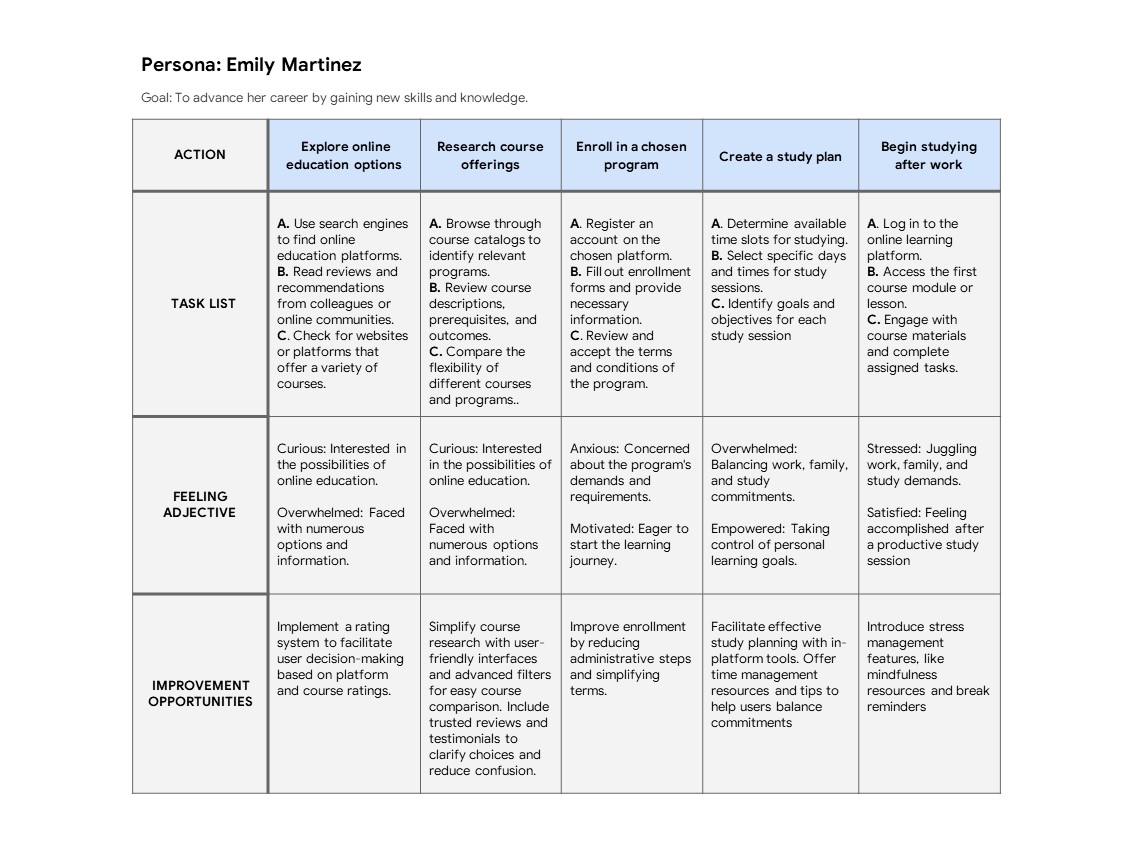 Persona: Emily Martinez
Goal: To advance her career by gaining new skills and knowledge.
ACTION
Explore online
education options
Research course
offerings
Enroll in a chosen
program
Create a study plan
Begin studying
after work
TASK LIST
A. Use search engines
to find online
education platforms.
B. Read reviews and
recommendations
from colleagues or
online communities.
C. Check for websites
or platforms that
offer a variety of
courses.
A. Browse through
course catalogs to
identify relevant
programs.
B. Review course
descriptions,
prerequisites, and
outcomes.
C. Compare the
flexibility of
different courses
and programs..
A. Register an
account on the
chosen platform.
B. Fill out enrollment
forms and provide
necessary
information.
C. Review and
accept the terms
and conditions of
the program.
A. Determine available
time slots for studying.
B. Select specific days
and times for study
sessions.
C. Identify goals and
objectives for each
study session
A. Log in to the
online learning
platform.
B. Access the first
course module or
lesson.
C. Engage with
course materials
and complete
assigned tasks.
FEELING
ADJECTIVE
Curious: Interested in
the possibilities of
online education.
Overwhelmed: Faced
with numerous
options and
information.
Curious: Interested
in the possibilities of
online education.
Overwhelmed:
Faced with
numerous options
and information.
Anxious: Concerned
about the program's
demands and
requirements.
Motivated: Eager to
start the learning
journey.
Overwhelmed:
Balancing work, family,
and study
commitments.
Empowered: Taking
control of personal
learning goals.
Stressed: Juggling
work, family, and
study demands.
Satisfied: Feeling
accomplished after
a productive study
session
IMPROVEMENT
OPPORTUNITIES
Implement a rating
system to facilitate
user decision-making
based on platform
and course ratings.
Simplify course
research with user-
friendly interfaces
and advanced filters
for easy course
comparison. Include
trusted reviews and
testimonials to
clarify choices and
reduce confusion.
Improve enrollment
by reducing
administrative steps
and simplifying
terms.
Facilitate effective
study planning with in-
platform tools. Offer
time management
resources and tips to
help users balance
commitments
Introduce stress
management
features, like
mindfulness
resources and break
reminders